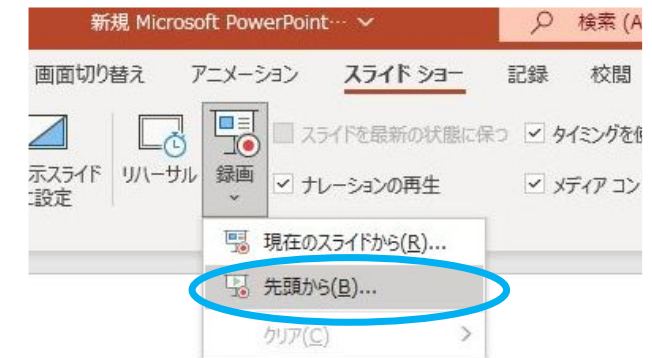 新規 Microsoft PowerPoint…
検索 (A
画面切り替え アニメーション スライド ショー 記録 校閲
示スライド
に設定
リハーサル
録画
スライドを最新の状態に保つ
タイミングを使
ナレーションの再生
メディア コン
現在のスライドから(R)...
先頭から(B)...
クリア(C)